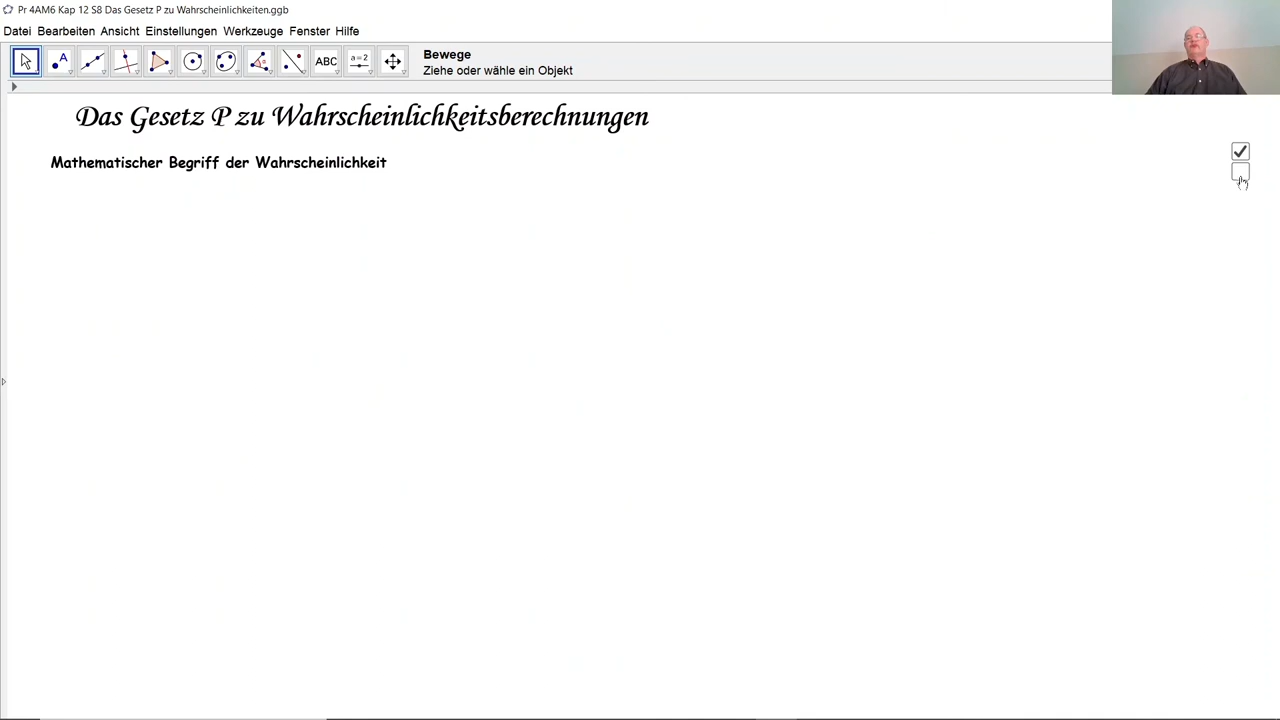 Pr 4AM6 Kap 12 S8 Das Gesetz P zu Wahrscheinlichkeiten.ggb
Datei Bearbeiten Ansicht Einstellungen Werkzeuge Fenster Hilfe
A
ABC
a=2
Bewege
Ziehe oder wähle ein Objekt
Das Gesetz P zu Wahrscheinlichkeitsberechnungen
Mathematischer Begriff der Wahrscheinlichkeit